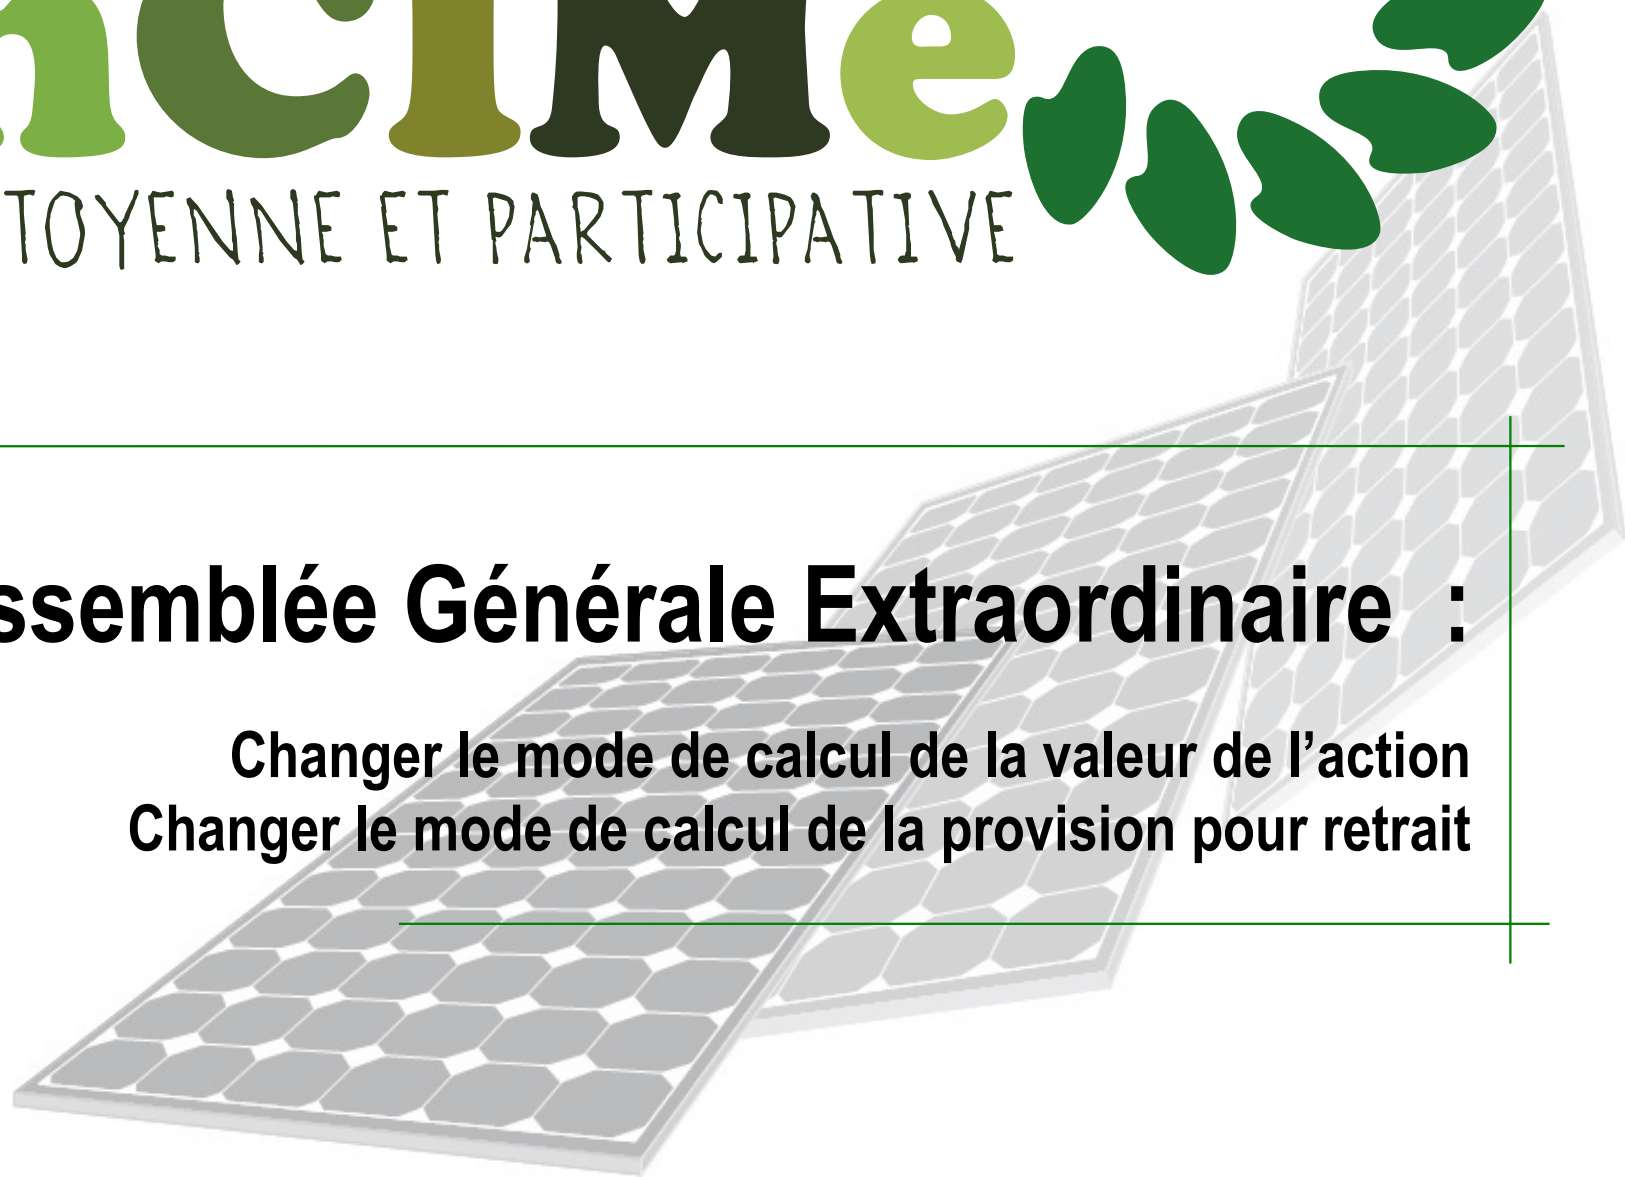 nCIMe
TOYENNE ET PARTICIPATIVE
ssemblée Générale Extraordinaire :
Changer le mode de calcul de la valeur de l’action
Changer le mode de calcul de la provision pour retrait